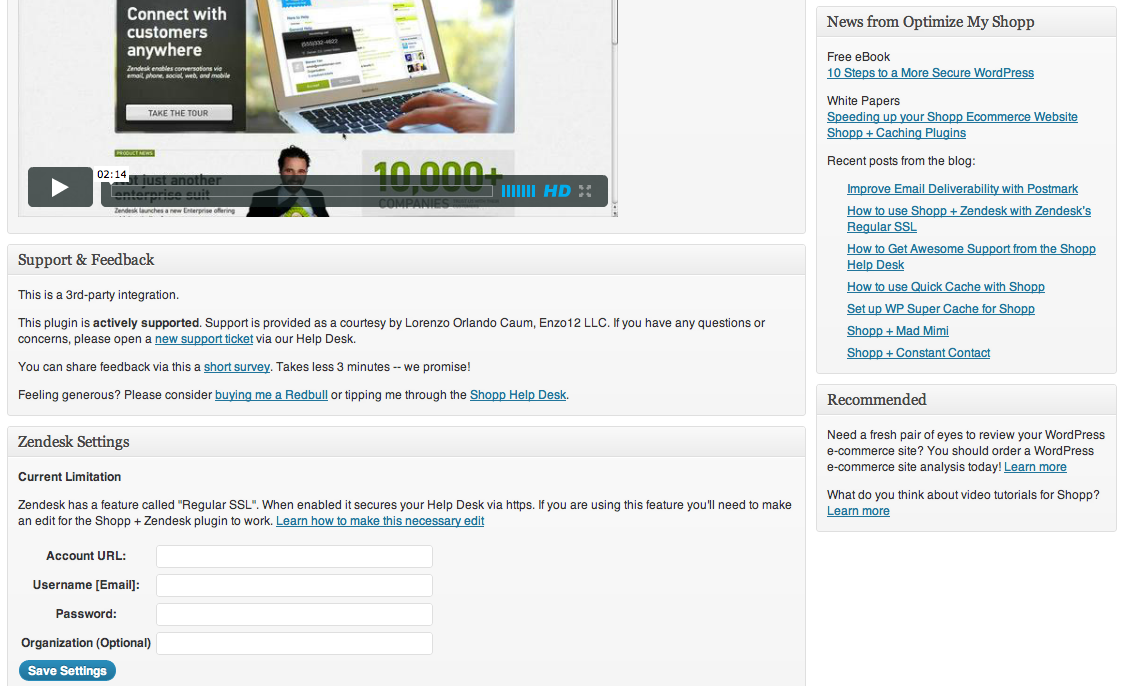 Connect with
customers
anywhere
Zendesk enables conversations via
email, phone, social, web, and mobile
TAKE THE TOUR
PRODUCT NEWS
Not just another
enterprise suit
Zendesk launches a new Enterprise offering
10,000+
COMPANIES
02:14
HD
Support & Feedback
This is a 3rd-party integration.
This plugin is actively supported. Support is provided as a courtesy by Lorenzo Orlando Caum, Enzo12 LLC. If you have any questions or
concerns, please open a new support ticket via our Help Desk.
You can share feedback via this a short survey. Takes less 3 minutes -- we promise!
Feeling generous? Please consider buying me a Redbull or tipping me through the Shopp Help Desk.
Zendesk Settings
Current Limitation
Zendesk has a feature called "Regular SSL". When enabled it secures your Help Desk via https. If you are using this feature you'll need to make
an edit for the Shopp + Zendesk plugin to work. Learn how to make this necessary edit
Account URL:
Username [Email]:
Password:
Organization (Optional)
Save Settings
News from Optimize My Shopp
Free eBook
10 Steps to a More Secure WordPress
White Papers
Speeding up your Shopp Ecommerce Website
Shopp + Caching Plugins
Recent posts from the blog:
Improve Email Deliverability with Postmark
How to use Shopp + Zendesk with Zendesk's
Regular SSL
How to Get Awesome Support from the Shopp
Help Desk
How to use Quick Cache with Shopp
Set up WP Super Cache for Shopp
Shopp + Mad Mimi
Shopp + Constant Contact
Recommended
Need a fresh pair of eyes to review your WordPress
e-commerce site? You should order a WordPress
e-commerce site analysis today! Learn more
What do you think about video tutorials for Shopp?
Learn more